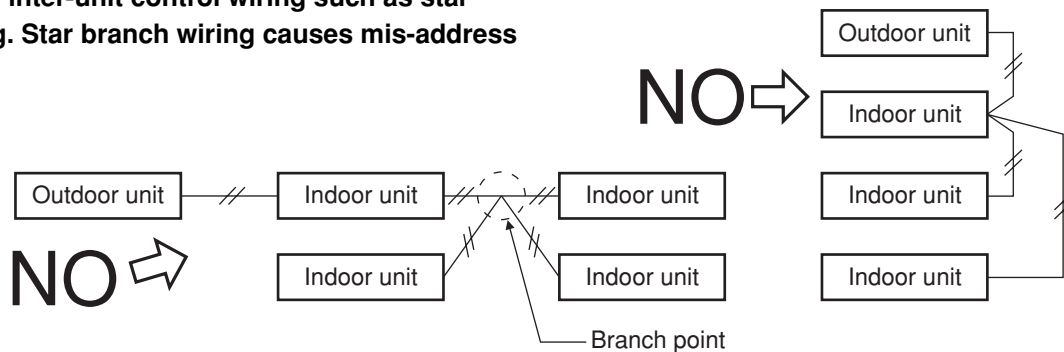 inter-unit control wiring such as star
g. Star branch wiring causes mis-address
NO
Outdoor unit
Indoor unit
Indoor unit
Indoor unit
Outdoor unit
Indoor unit
Indoor unit
NO
Indoor unit
Indoor unit
Branch point